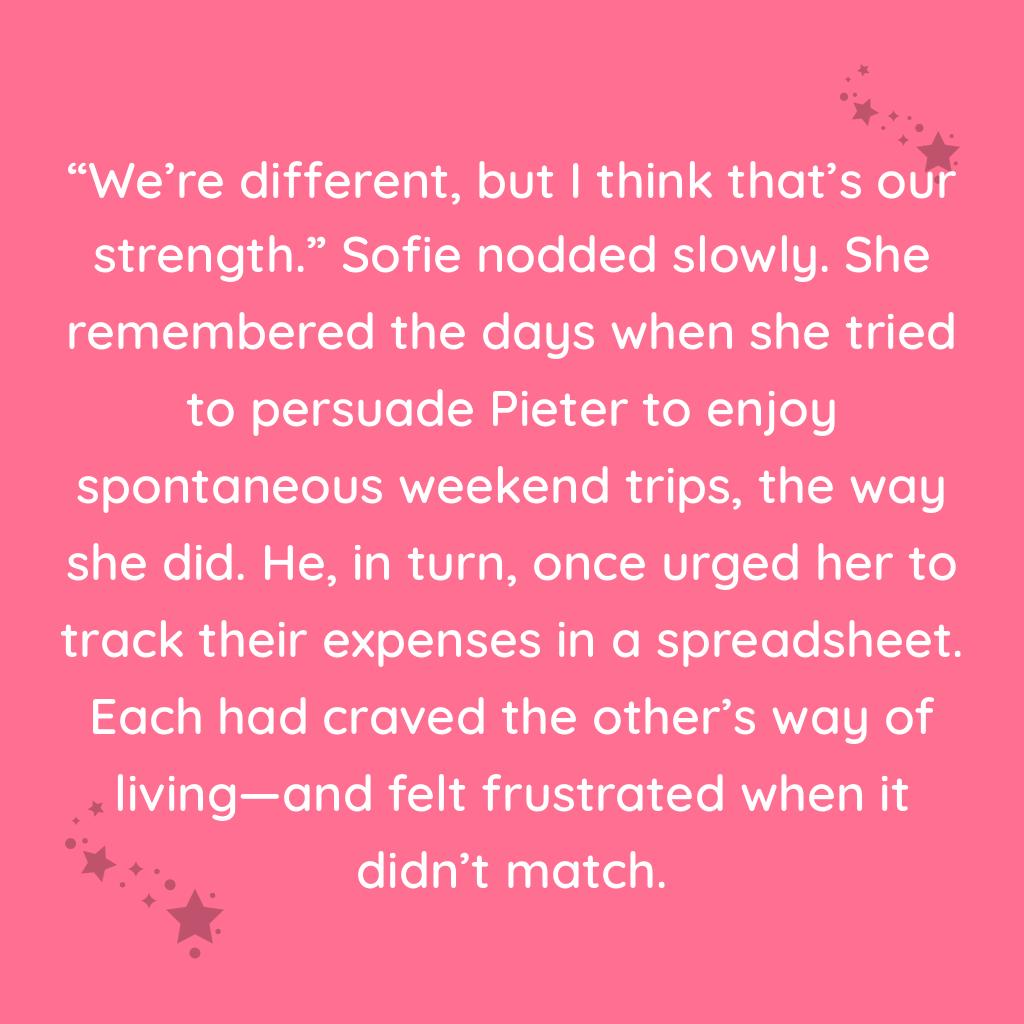 “We’re different, but I think that’s our
strength.” Sofie nodded slowly. She
remembered the days when she tried
to persuade Pieter to enjoy
spontaneous weekend trips, the way
she did. He, in turn, once urged her to
track their expenses in a spreadsheet.
Each had craved the other’s way of
living—and felt frustrated when it
didn’t match.